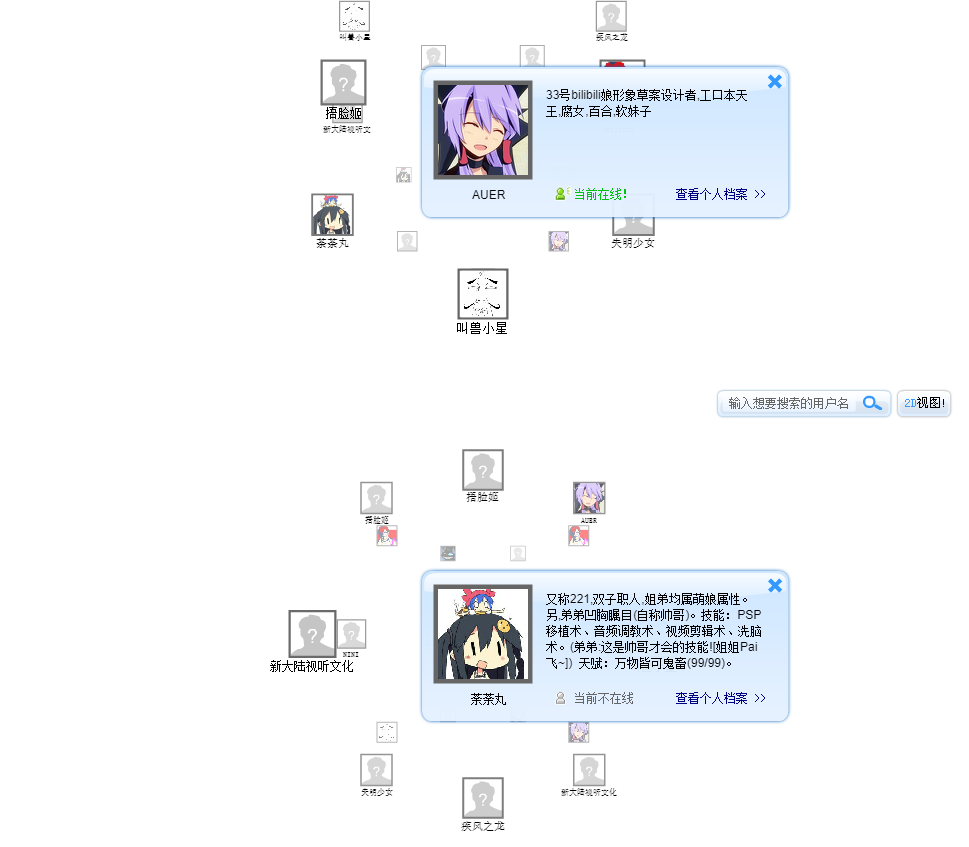 叫兽小星
疾风之龙
捂脸姬
新大陆视听文
33号bilibili娘形象草案设计者,工口本天
王,腐女,百合,软妹子
AUER
当前在线!
查看个人档案 >>
茶茶丸
失明少女
叫兽小星
输入想要搜索的用户名
2D视图!
捂脸姬
捂脸姬
AUER
又称221,双子职人,姐弟均属萌娘属性。
另,弟弟凹胸瞩目(自称帅哥)。技能：PSP
移植术、音频调教术、视频剪辑术、洗脑
术。(弟弟:这是帅哥才会的技能![姐姐Pai
飞~]）天赋：万物皆可鬼畜(99/99)。
NINI
新大陆视听文化
茶茶丸
当前不在线
查看个人档案 >>
失明少女
新大陆视听文化
疾风之龙